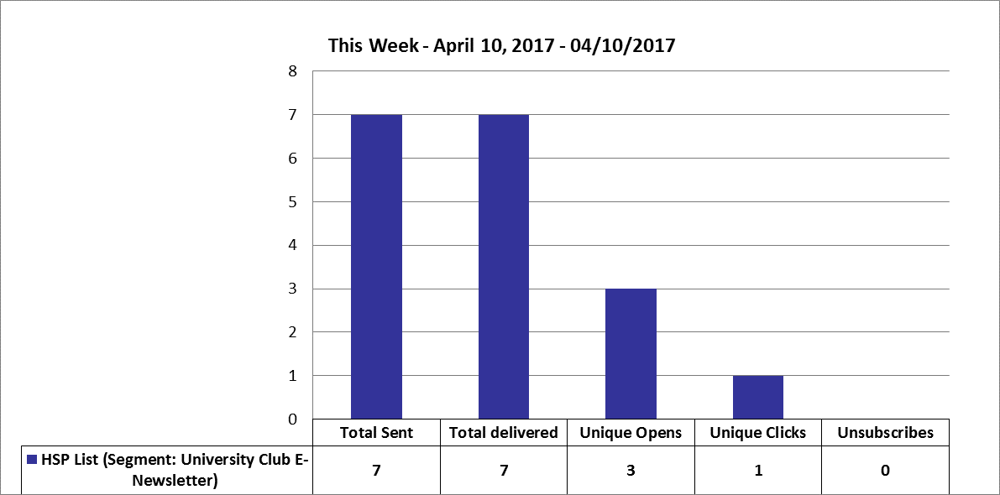 This Week - April 10, 2017 - 04/10/2017
8
7
6
5
4
3
2
1
0
Total Sent Total delivered Unique Opens Unique Clicks Unsubscribes
HSP List (Segment: University Club E-
Newsletter)
7 7 3 1 0